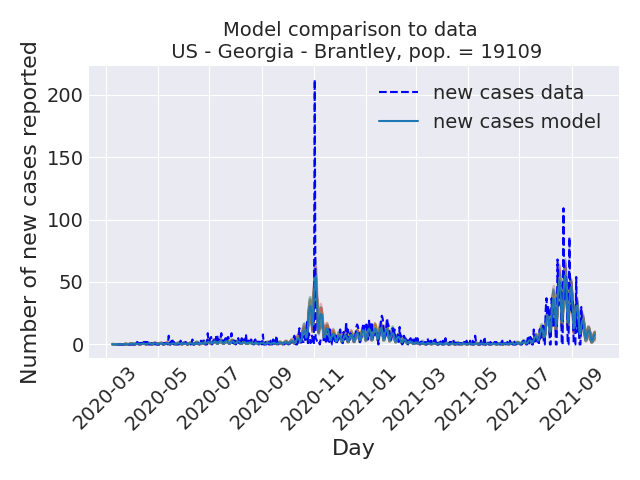 Model comparison to data
US - Georgia - Brantley, pop. = 19109
new cases data
new cases model
Number of new cases reported
200
150
100
50
0
2020-03
2020-05
2020-07
2020-09
2020-11
2021-01
2021-03
2021-05
2021-07
2021-09
Day